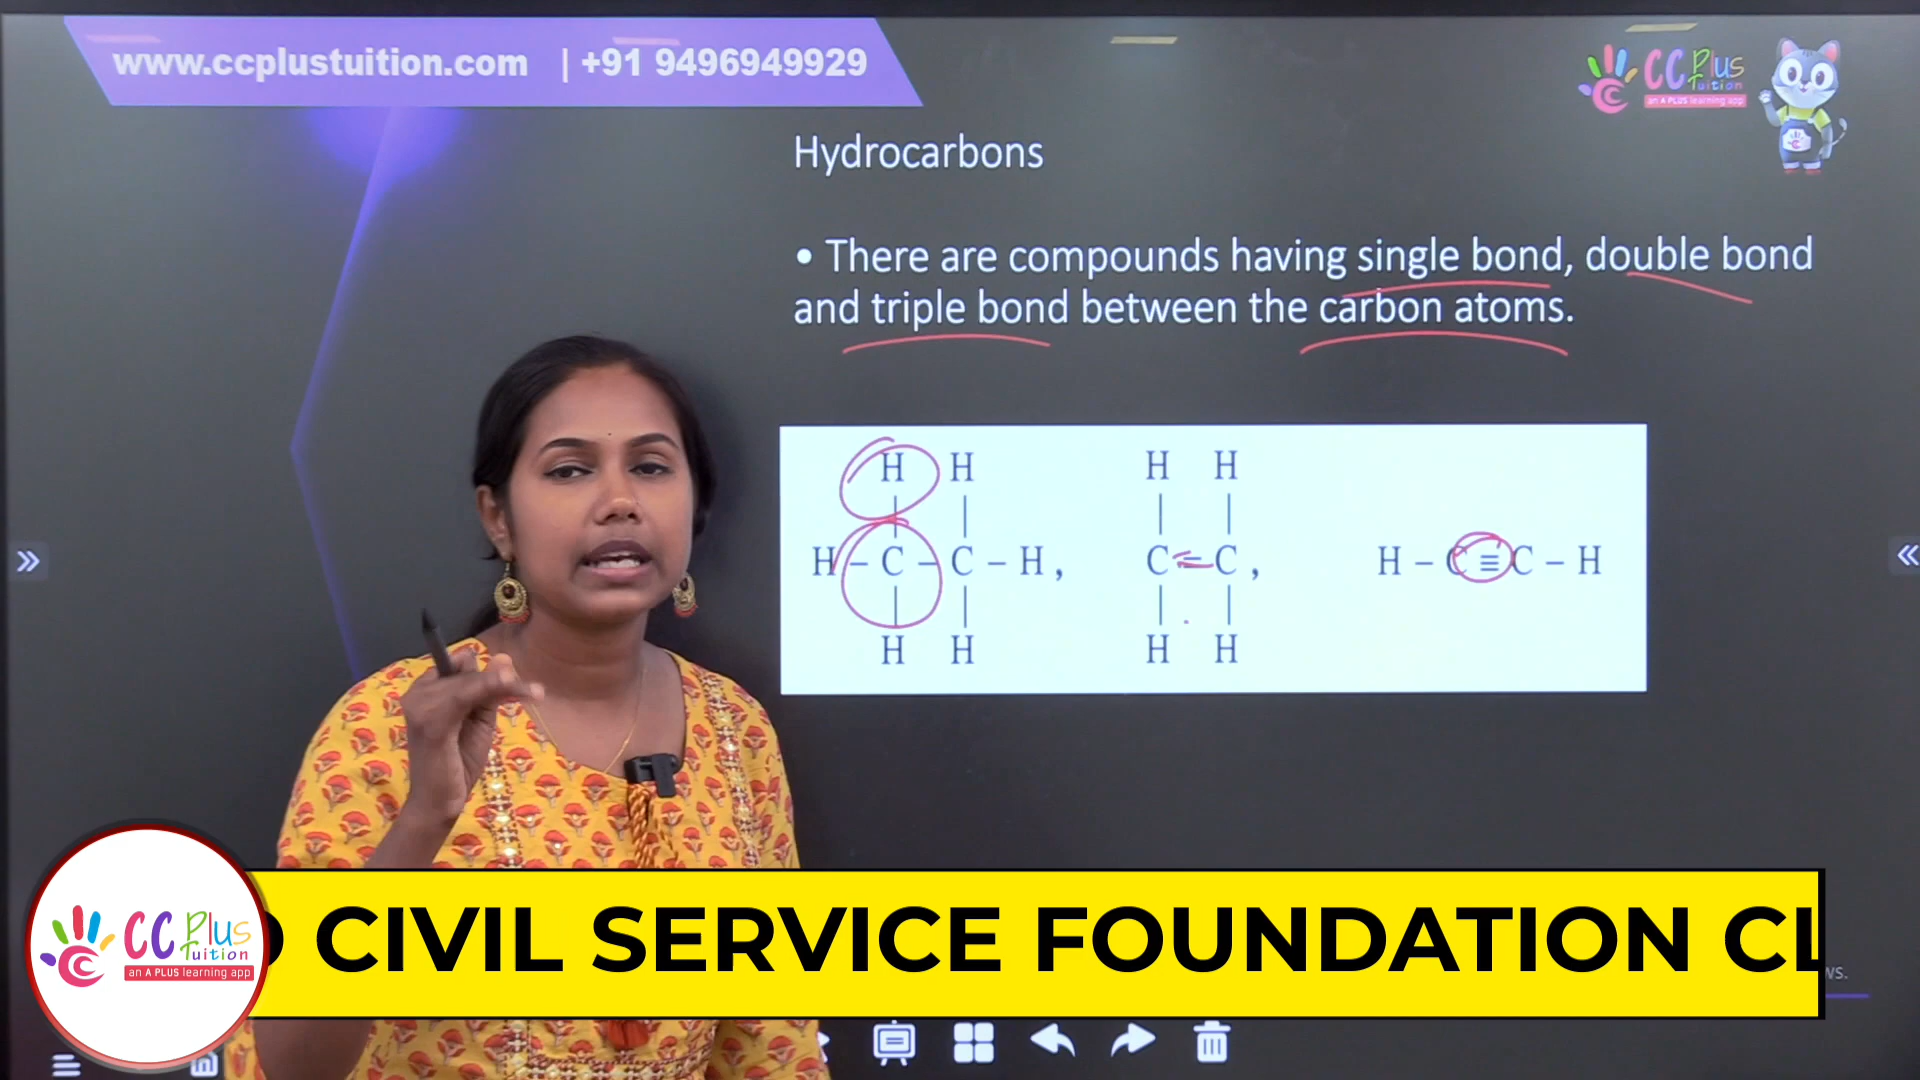 www.ccplustuition.com | +91 9496949929
CC Plus
Tuition
an A PLUS learning app
Hydrocarbons
• There are compounds having single bond, double bond
and triple bond between the carbon atoms.
H H H H
H – C – C – H , C = C , H – C ≡ C – H
H H H H
CC Plus
Tuition
an A PLUS learning app
CIVIL SERVICE FOUNDATION